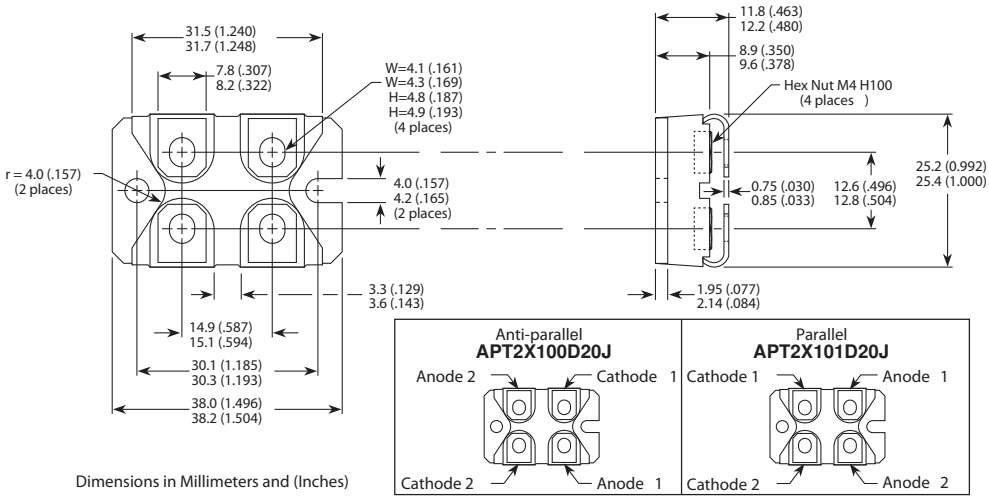 31.5 (1.240)
31.7 (1.248)
7.8 (.307)
8.2 (.322)
W=4.1 (.161)
W=4.3 (.169)
H=4.8 (.187)
H=4.9 (.193)
(4 places)
r = 4.0 (.157)
(2 places)
4.0 (.157)
4.2 (.165)
(2 places)
3.3 (.129)
3.6 (.143)
14.9 (.587)
15.1 (.594)
30.1 (1.185)
30.3 (1.193)
38.0 (1.496)
38.2 (1.504)
11.8 (.463)
12.2 (.480)
8.9 (.350)
9.6 (.378)
Hex Nut M4 H100
(4 places )
0.75 (.030)
0.85 (.033)
12.6 (.496)
12.8 (.504)
25.2 (0.992)
25.4 (1.000)
1.95 (.077)
2.14 (.084)
Anti-parallel
APT2X100D20J
Anode 2
Cathode 1
Cathode 2
Anode 1
Parallel
APT2X101D20J
Cathode 1
Anode 1
Cathode 2
Anode 2
Dimensions in Millimeters and (Inches)